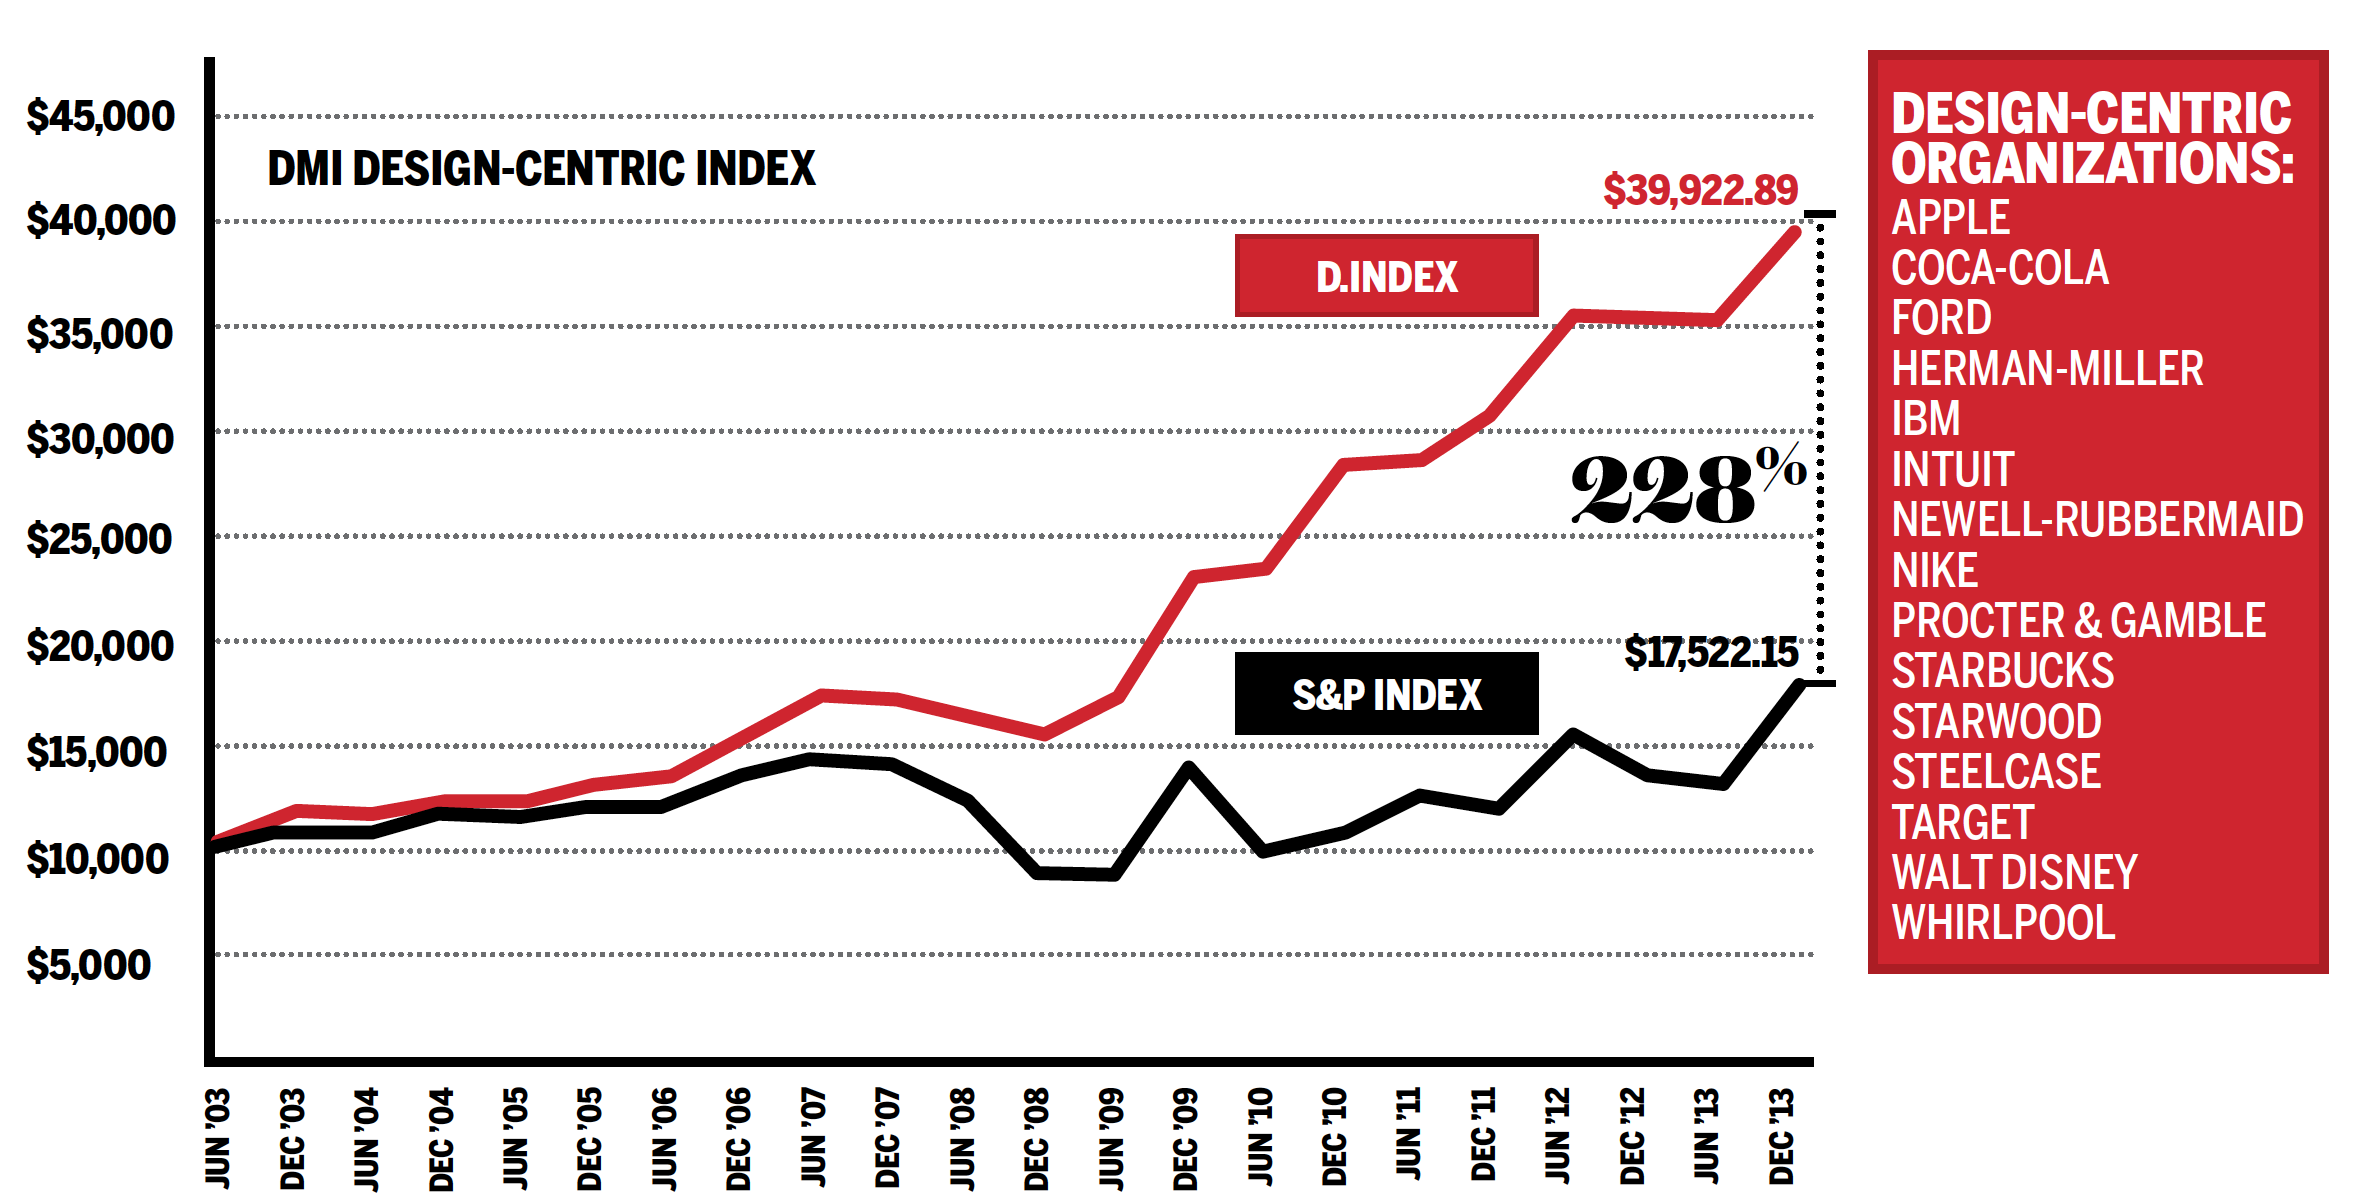 $45,000
DMI DESIGN-CENTRIC INDEX
$40,000
$35,000
$30,000
$25,000
$20,000
$15,000
$10,000
$5,000
$39,922.89
D.INDEX
228%
$17,522.15
S&P INDEX
JUN '03
DEC '03
JUN '04
DEC '04
JUN '05
DEC '05
JUN '06
DEC '06
JUN '07
DEC '07
JUN '08
DEC '08
JUN '09
DEC '09
JUN '10
DEC '10
JUN '11
DEC '11
JUN '12
DEC '12
JUN '13
DEC '13
DESIGN-CENTRIC
ORGANIZATIONS:
APPLE
COCA-COLA
FORD
HERMAN-MILLER
IBM
INTUIT
NEWELL-RUBBERMAID
NIKE
PROCTER & GAMBLE
STARBUCKS
STARWOOD
STEELCASE
TARGET
WALT DISNEY
WHIRLPOOL